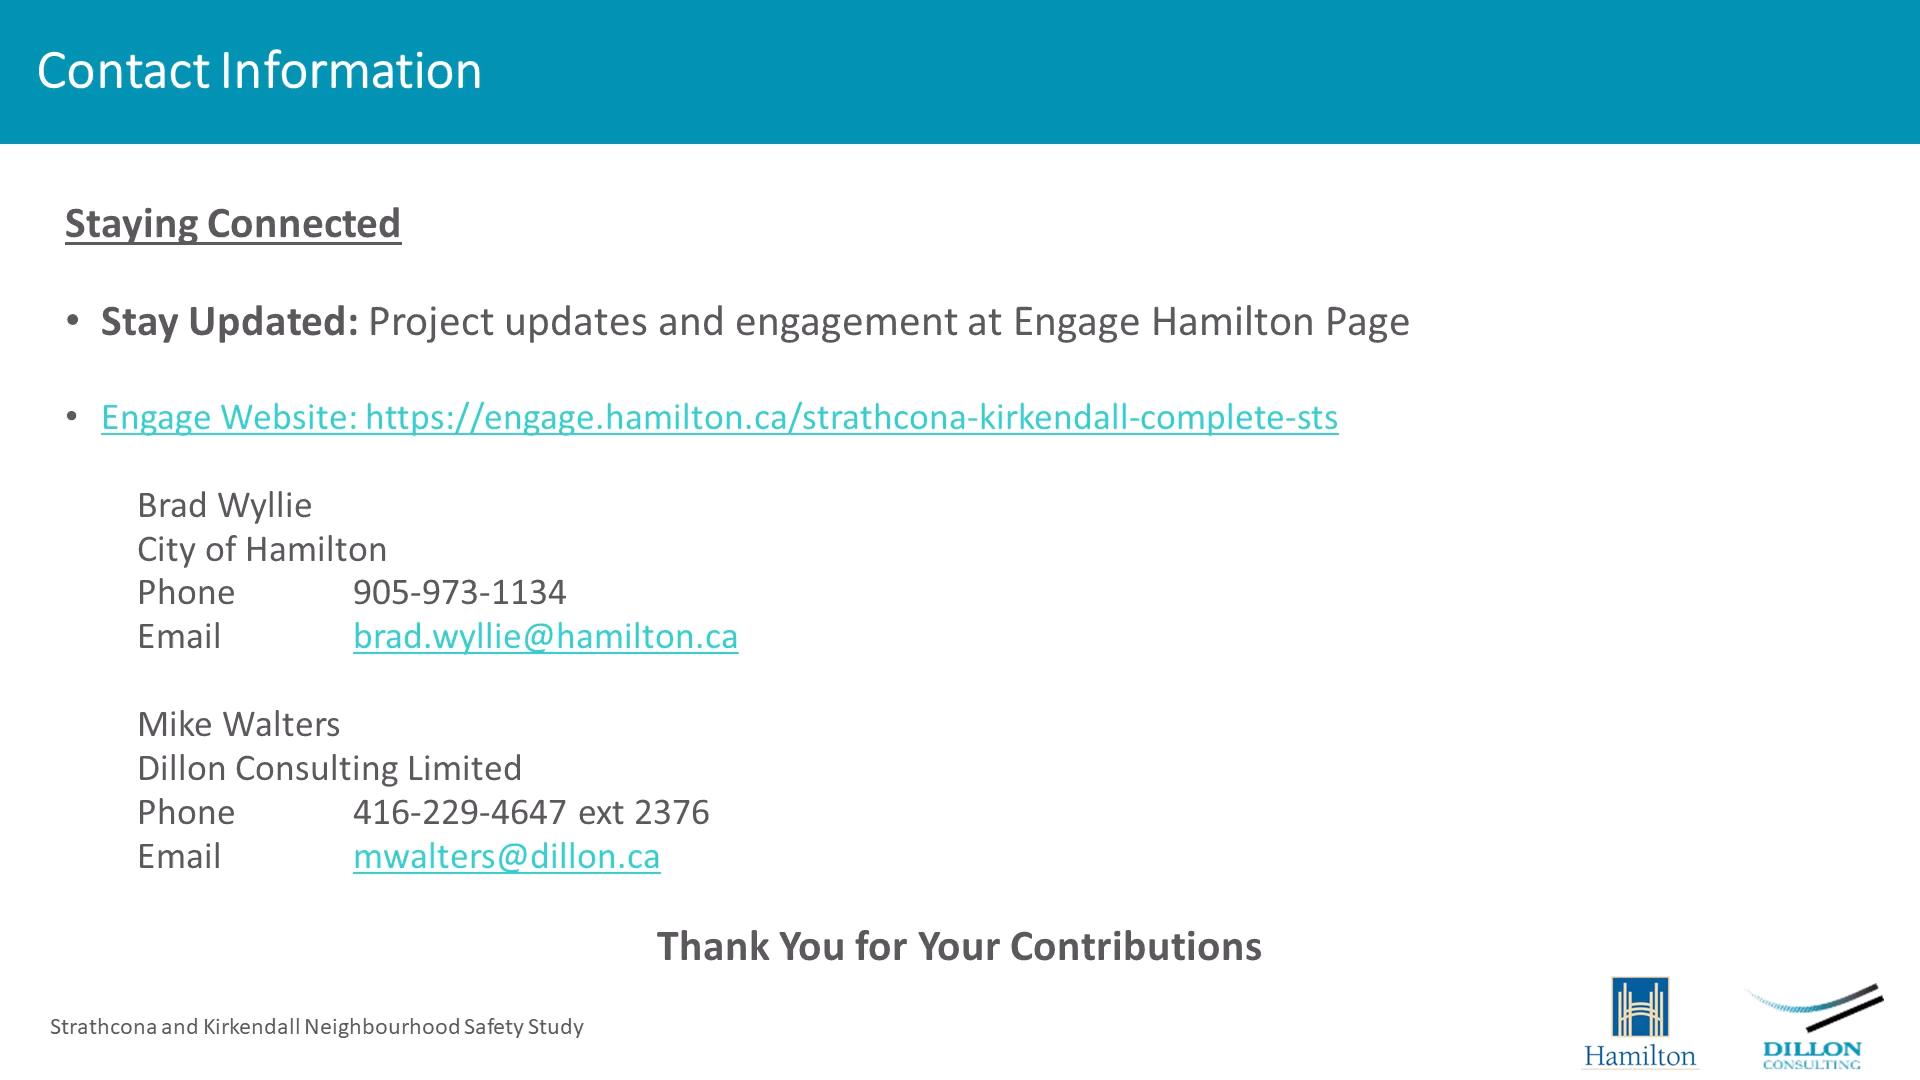 Contact Information
Staying Connected
• Stay Updated: Project updates and engagement at Engage Hamilton Page
• Engage Website: https://engage.hamilton.ca/strathcona-kirkendall-complete-sts
Brad Wyllie
City of Hamilton
Phone 905-973-1134
Email brad.wyllie@hamilton.ca
Mike Walters
Dillon Consulting Limited
Phone 416-229-4647 ext 2376
Email mwalters@dillon.ca
Thank You for Your Contributions
Strathcona and Kirkendall Neighbourhood Safety Study
Hamilton
DILLON
CONSULTING